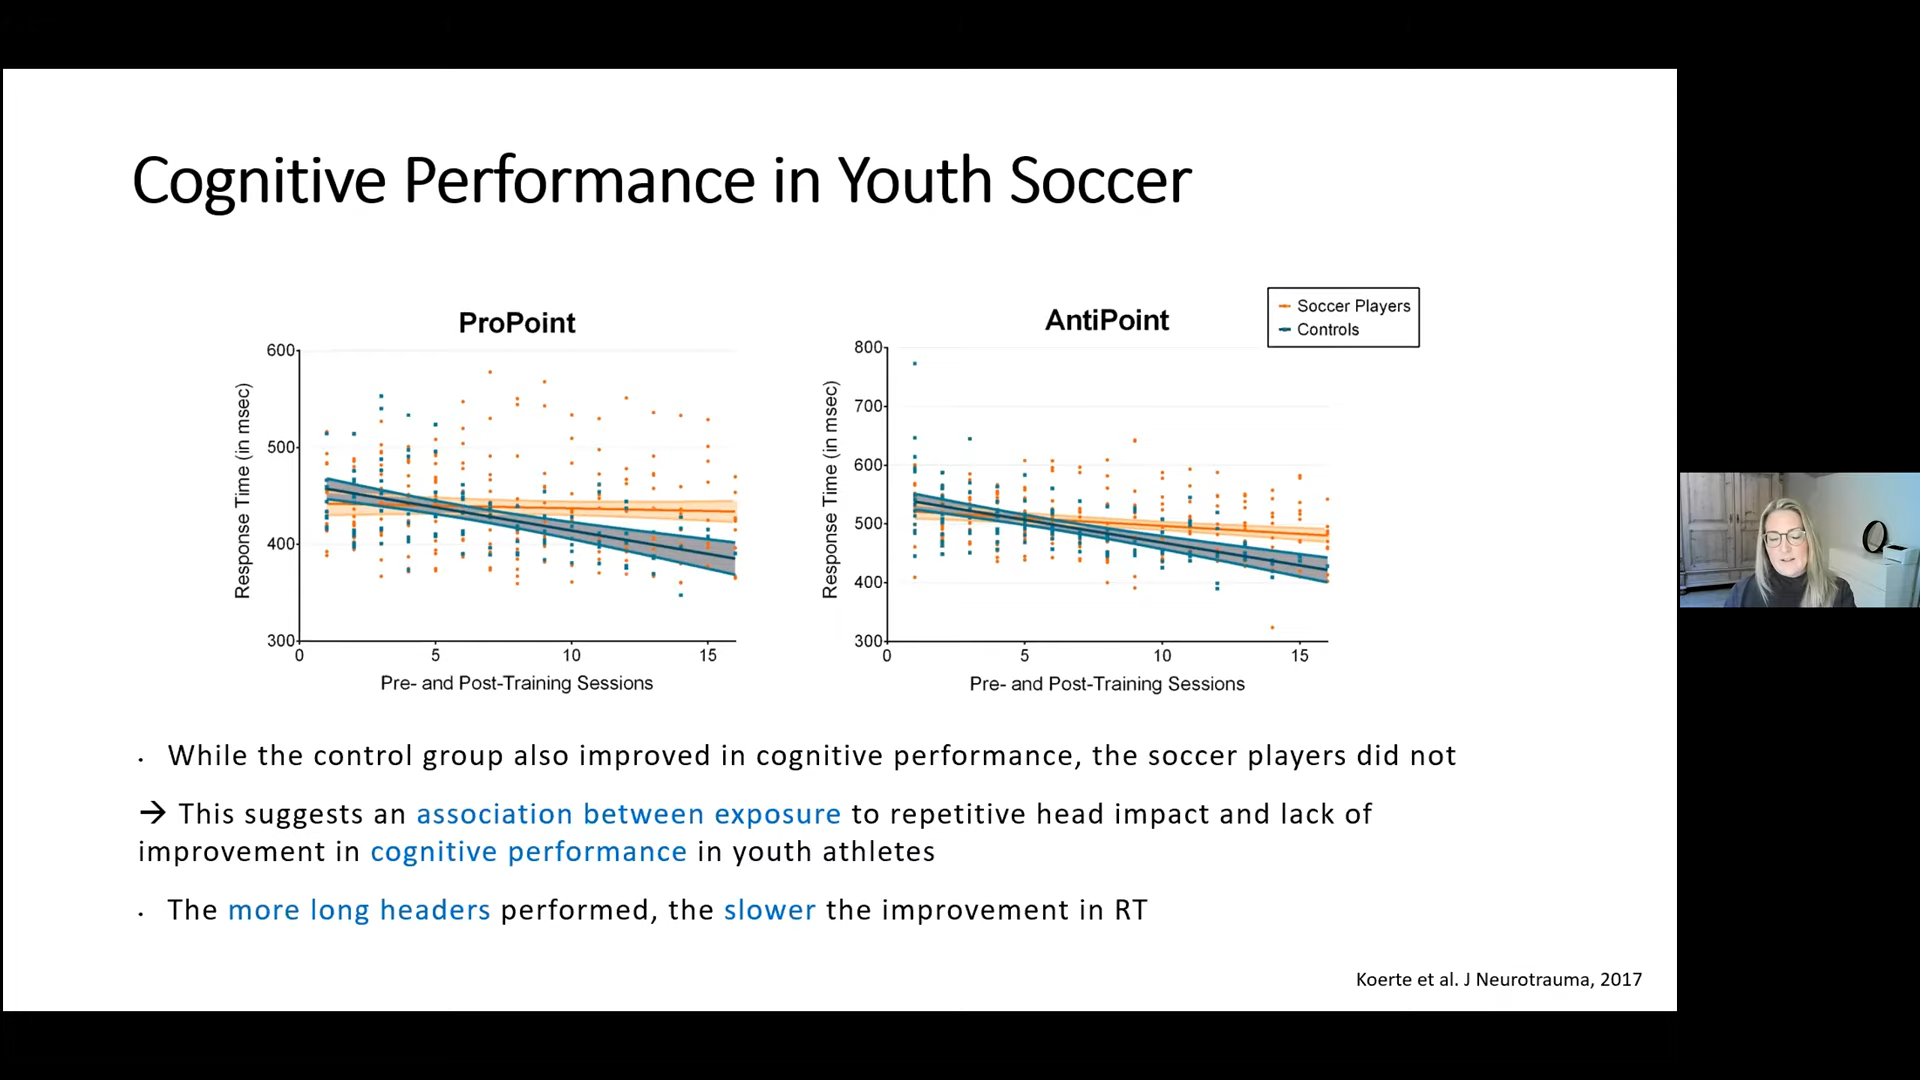 Cognitive Performance in Youth Soccer
ProPoint
600
500
400
300
0
5
10
15
Response Time (in msec)
Pre- and Post-Training Sessions
AntiPoint
Soccer Players
Controls
800
700
600
500
400
300
0
5
10
15
Response Time (in msec)
Pre- and Post-Training Sessions
· While the control group also improved in cognitive performance, the soccer players did not
→ This suggests an association between exposure to repetitive head impact and lack of
improvement in cognitive performance in youth athletes
· The more long headers performed, the slower the improvement in RT
Koerte et al. J Neurotrauma, 2017